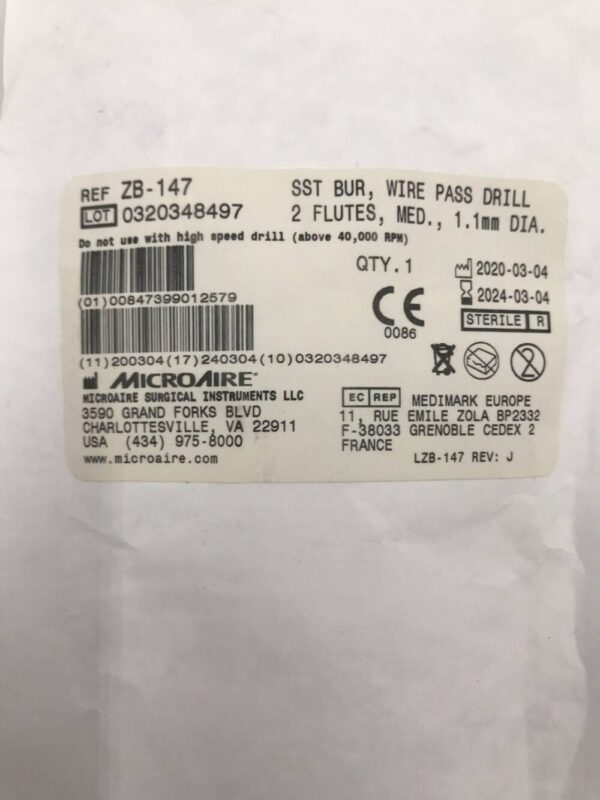 REF ZB-147
LOT 0320348497
SST BUR, WIRE PASS DRILL
2 FLUTES, MED., 1.1mm DIA.
Do not use with high speed drill (above 40,000 RPM)
(01)00847399012579
QTY.1
2020-03-04
2024-03-04
CE
0086
STERILE R
(11)200304(17)240304(10)0320348497
MICROAIRE®
MICROAIRE SURGICAL INSTRUMENTS LLC
3590 GRAND FORKS BLVD
CHARLOTTESVILLE, VA 22911
USA (434) 975-8000
www.microaire.com
EC REP MEDIMARK EUROPE
11, RUE EMILE ZOLA BP2332
F-38033 GRENOBLE CEDEX 2
FRANCE
LZB-147 REV: J